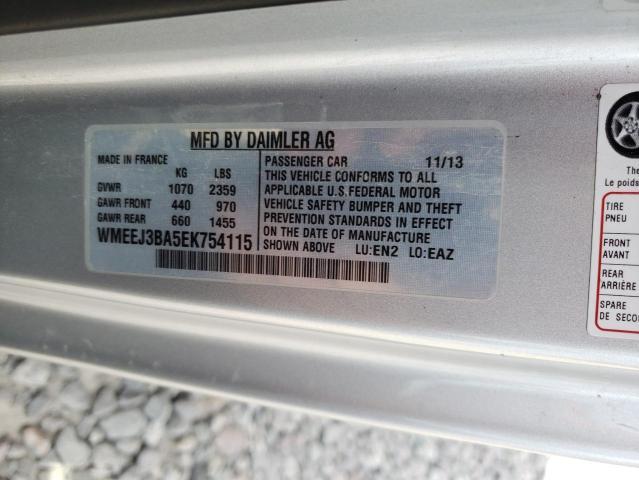 MFD BY DAIMLER AG
MADE IN FRANCE
KG LBS
GVWR 1070 2359
GAWR FRONT 440 970
GAWR REAR 660 1455
WMEEJ3BA5EK754115
PASSENGER CAR 11/13
THIS VEHICLE CONFORMS TO ALL
APPLICABLE U.S. FEDERAL MOTOR
VEHICLE SAFETY BUMPER AND THEFT
PREVENTION STANDARDS IN EFFECT
ON THE DATE OF MANUFACTURE
SHOWN ABOVE LU:EN2 LO:EAZ
The
Le poids
TIRE
PNEU
FRONT
AVANT
REAR
ARRIÈRE
SPARE
DE SECO